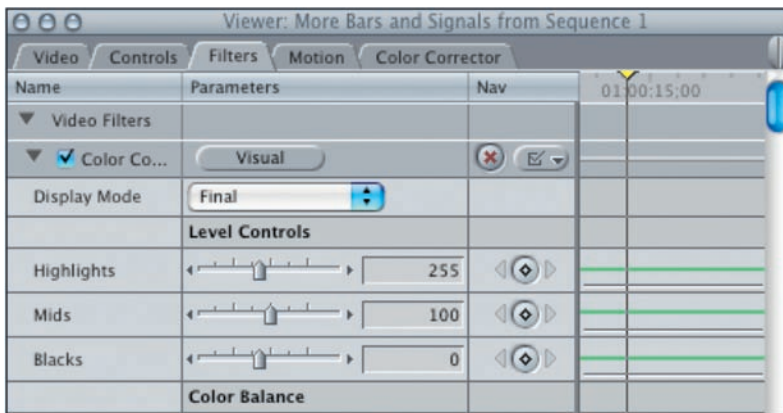 Viewer: More Bars and Signals from Sequence 1
Video Controls Filters Motion Color Corrector
Name Parameters Nav 01:00:15;00
Video Filters
Color Co... Visual
Display Mode Final
Level Controls
Highlights 255
Mids 100
Blacks 0
Color Balance